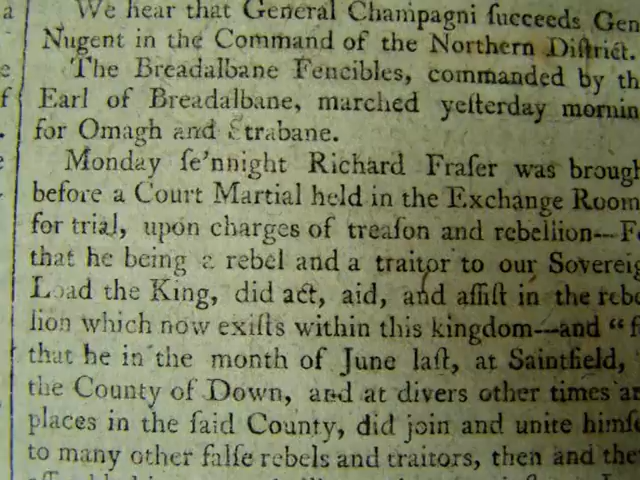 We hear that General Champagni ſucceeds Gen
Nugent in the Command of the Northern Diſtrict.
The Breadalbane Fencibles, commanded by th
Earl of Breadalbane, marched yeſterday mornin
for Omagh and Strabane.
Monday ſe'nnight Richard Fraſer was brough
before a Court Martial held in the Exchange Room
for trial, upon charges of treaſon and rebellion--F
that he being a rebel and a traitor to our Sovereig
Load the King, did act, aid, and aſſiſt in the rebe
lion which now exiſts within this kingdom--and "f
that he in the month of June laſt, at Saintfield,
the County of Down, and at divers other times a
places in the ſaid County, did join and unite himſ
to many other falſe rebels and traitors, then and the